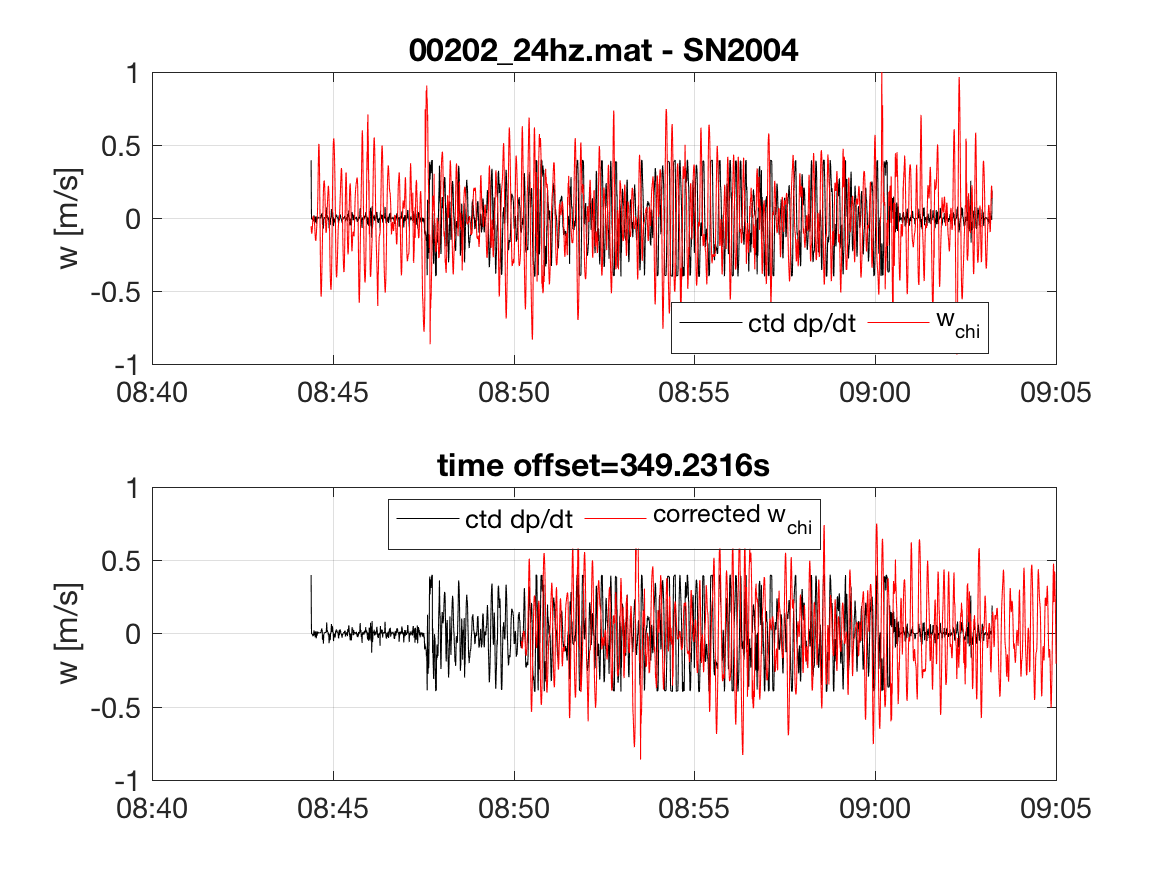 00202_24hz.mat - SN2004
w [m/s]
1
0.5
0
-0.5
-1
ctd dp/dt
w_chi
08:40 08:45 08:50 08:55 09:00 09:05
time offset=349.2316s
w [m/s]
1
0.5
0
-0.5
-1
ctd dp/dt
corrected w_chi
08:40 08:45 08:50 08:55 09:00 09:05